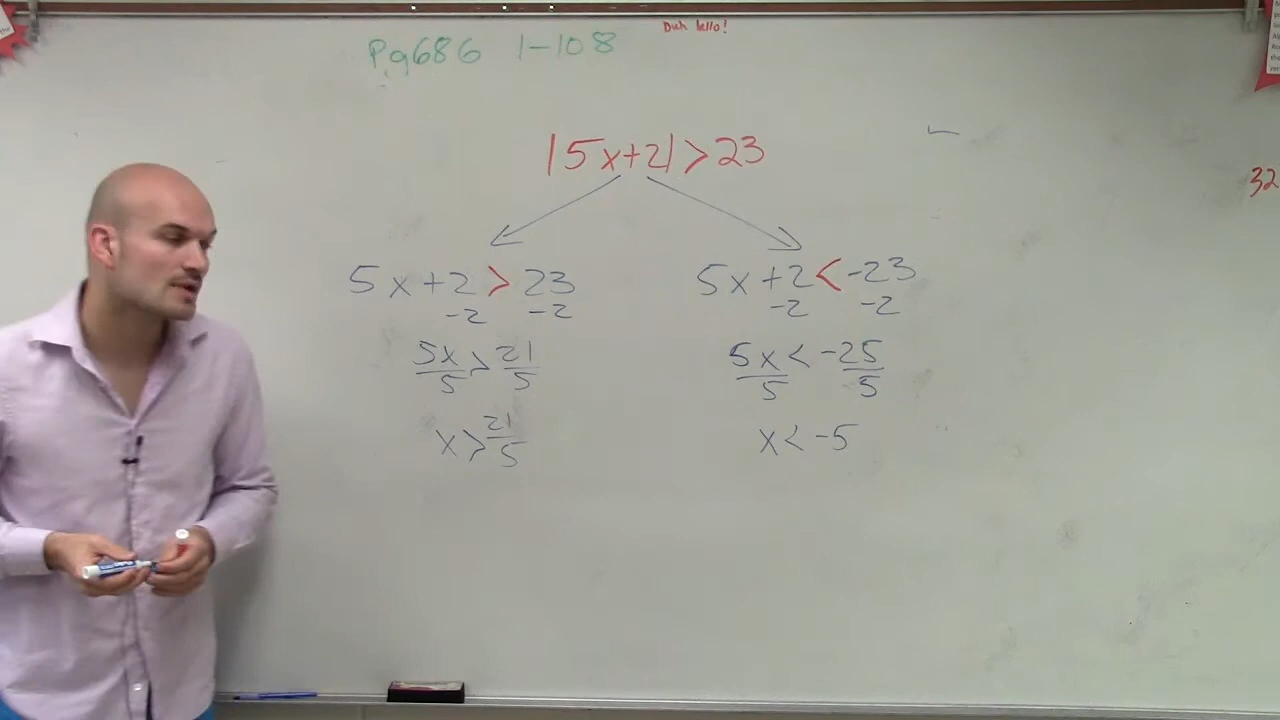 Duh hello!
Pg686 1-108
|5x+2|>23
32
5x+2>23
-2 -2
5x/5>21/5
x>21/5
5x+2<-23
-2 -2
5x/5<-25/5
x<-5